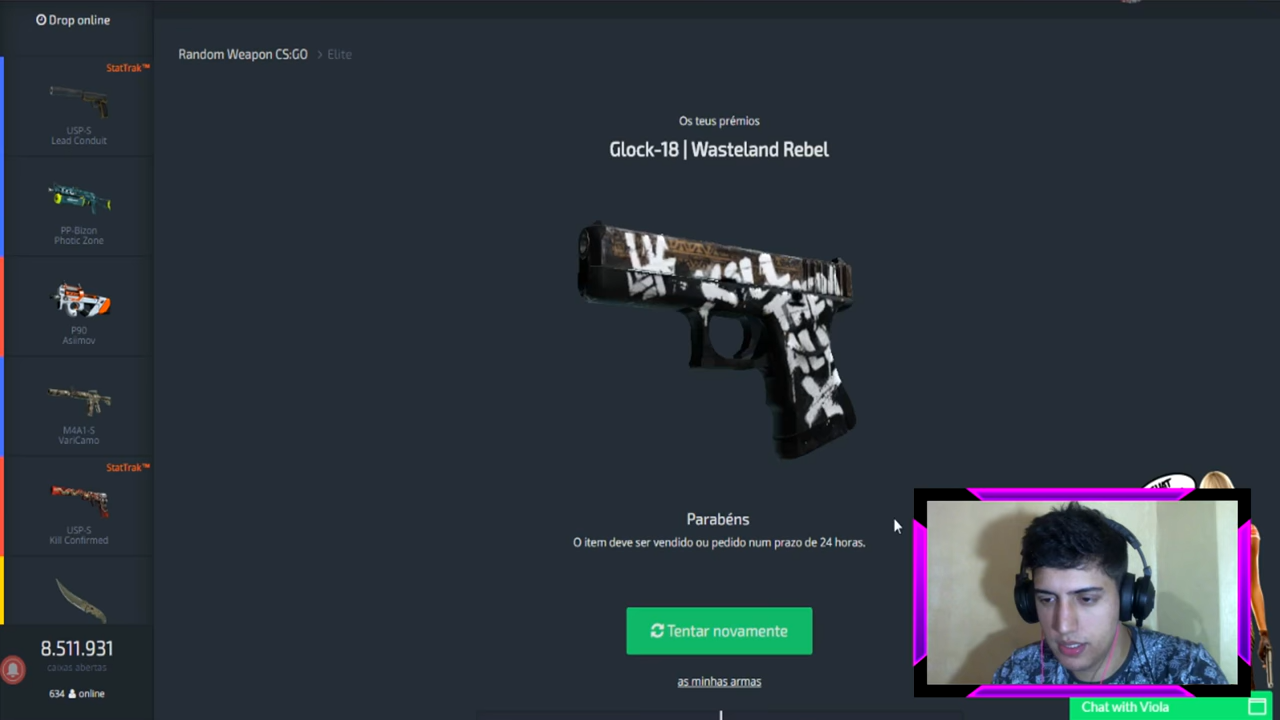 Drop online
Random Weapon CS:GO > Elite
StatTrak™
USP-S
Lead Conduit
PP-Bizon
Photic Zone
P90
Asiimov
M4A1-S
VariCamo
StatTrak™
USP-S
Kill Confirmed
8.511.931
caixas abertas
634 online
Os teus prémios
Glock-18 | Wasteland Rebel
Parabéns
O item deve ser vendido ou pedido num prazo de 24 horas.
Tentar novamente
as minhas armas
Chat with Viola